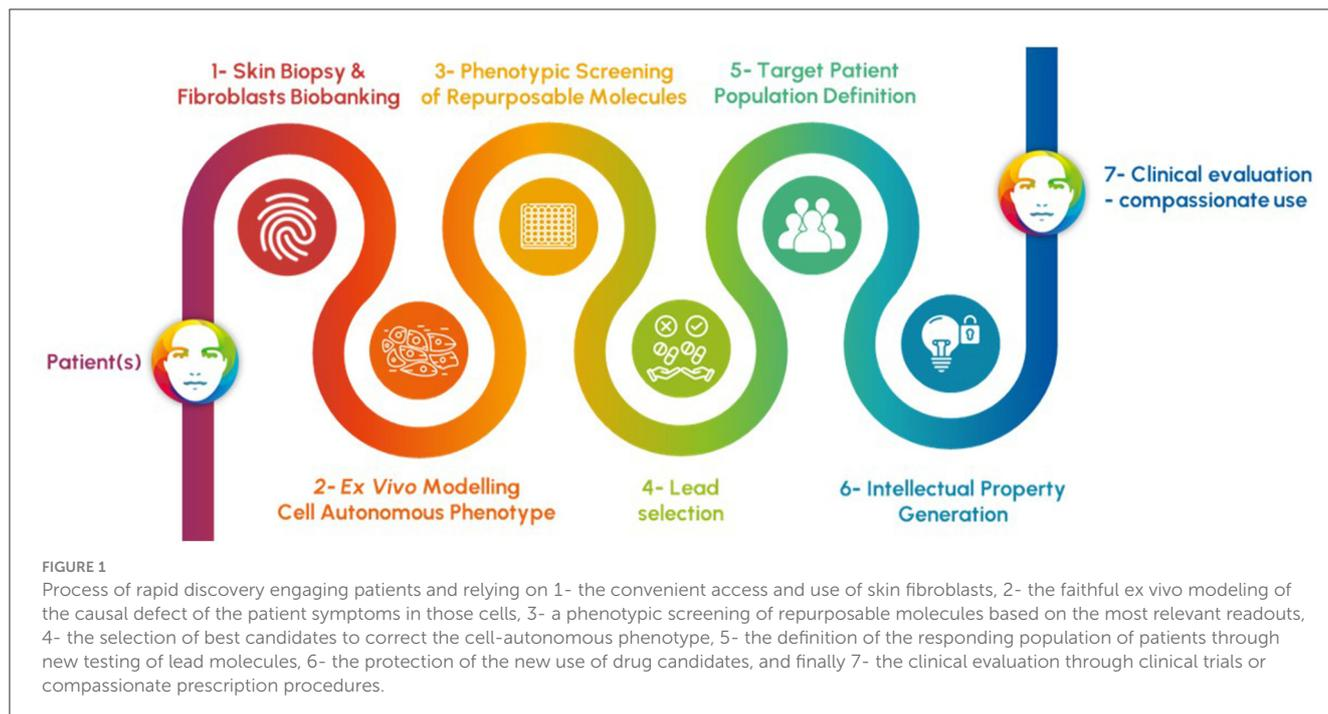 1- Skin Biopsy &
Fibroblasts Biobanking
3- Phenotypic Screening
of Repurposable Molecules
5- Target Patient
Population Definition
7- Clinical evaluation
- compassionate use
Patient(s)
2- Ex Vivo Modelling
Cell Autonomous Phenotype
4- Lead
selection
6- Intellectual Property
Generation
FIGURE 1
Process of rapid discovery engaging patients and relying on 1- the convenient access and use of skin fibroblasts, 2- the faithful ex vivo modeling of
the causal defect of the patient symptoms in those cells, 3- a phenotypic screening of repurposable molecules based on the most relevant readouts,
4- the selection of best candidates to correct the cell-autonomous phenotype, 5- the definition of the responding population of patients through
new testing of lead molecules, 6- the protection of the new use of drug candidates, and finally 7- the clinical evaluation through clinical trials or
compassionate prescription procedures.